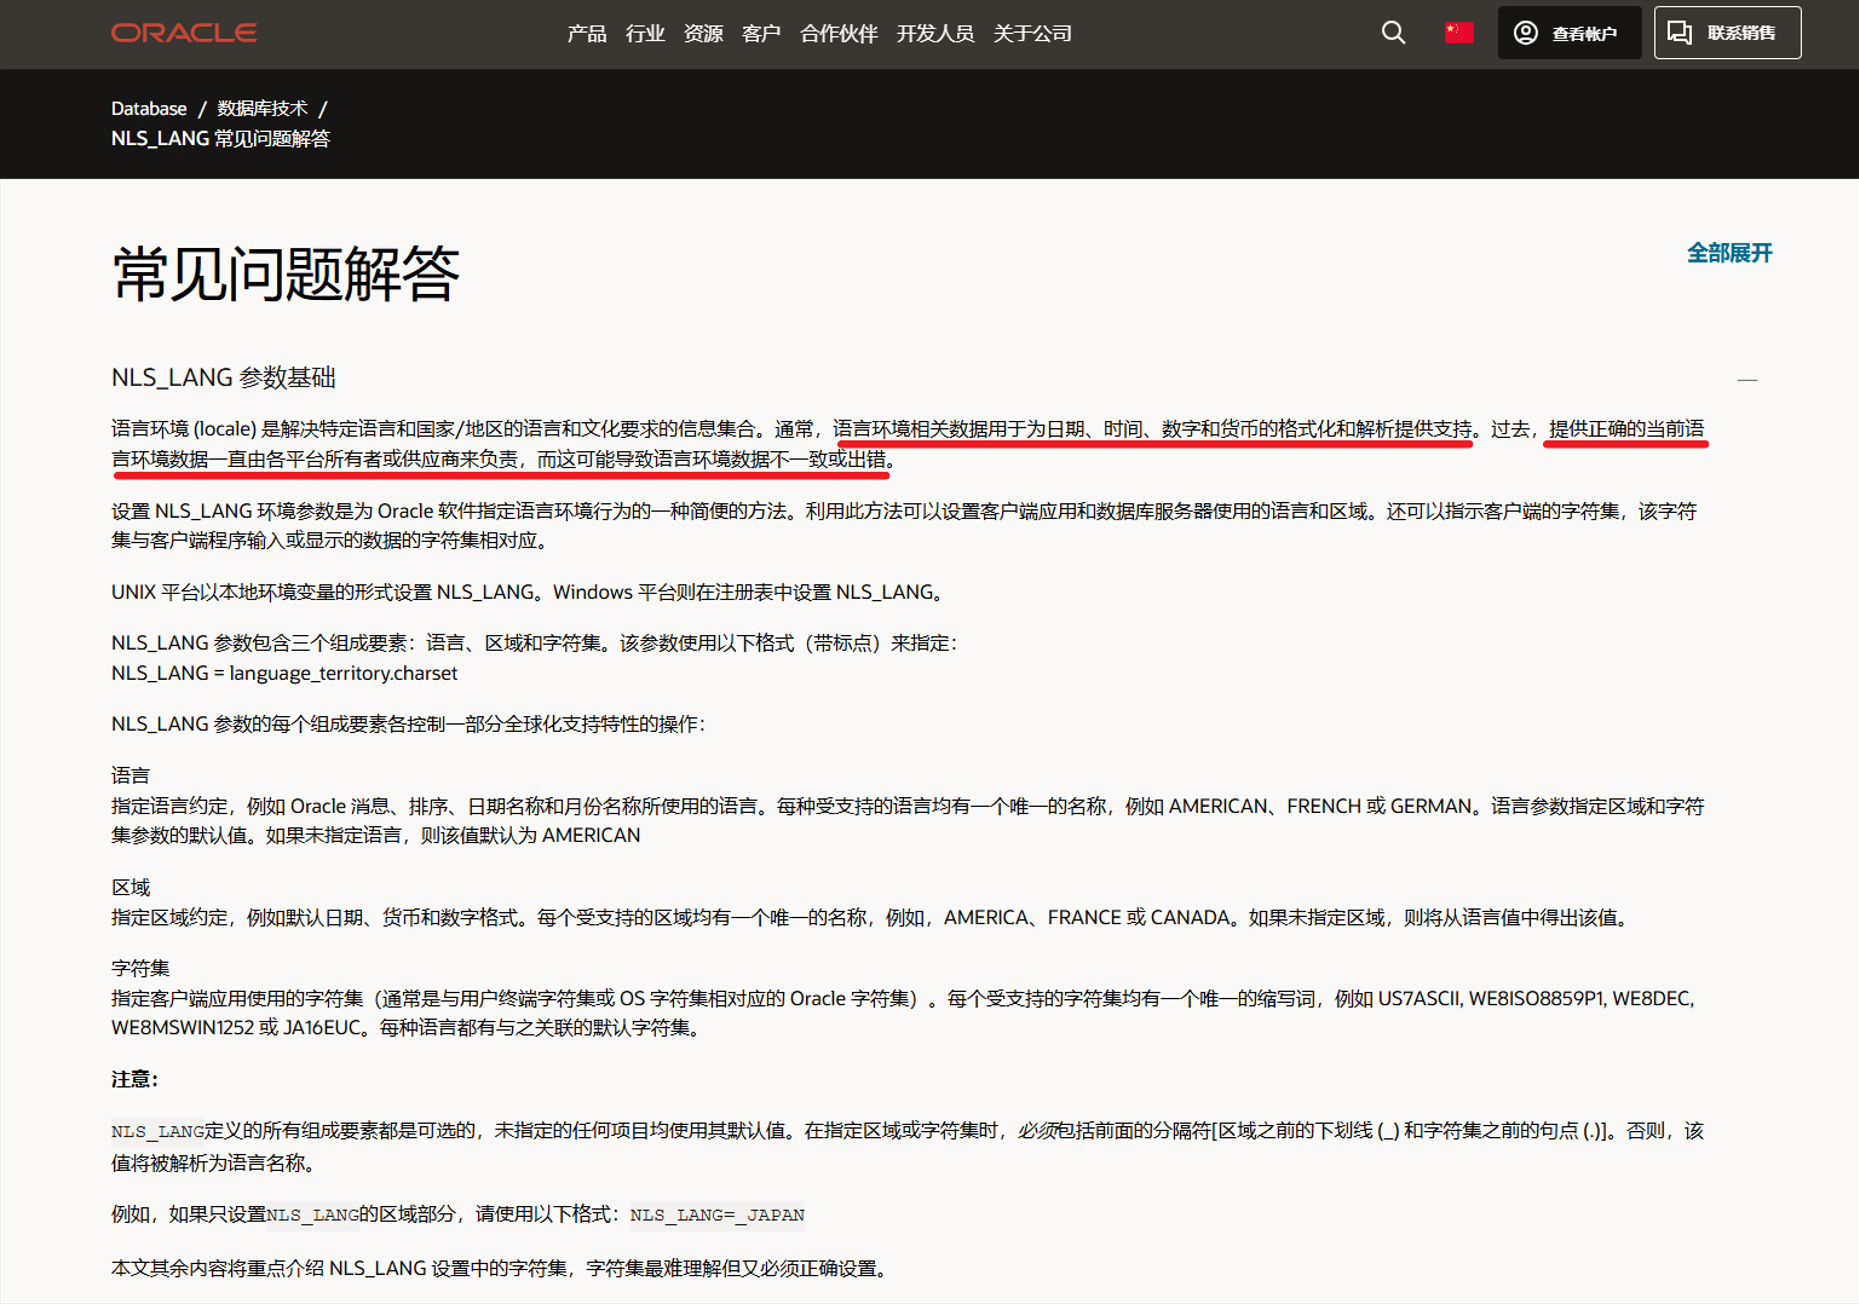 ORACLE
产品 行业 资源 客户 合作伙伴 开发人员 关于公司
查看帐户
联系销售
Database / 数据库技术 /
NLS_LANG 常见问题解答
常见问题解答
全部展开
NLS_LANG 参数基础
语言环境 (locale) 是解决特定语言和国家/地区的语言和文化要求的信息集合。通常，语言环境相关数据用于为日期、时间、数字和货币的格式化和解析提供支持。过去，提供正确的当前语
言环境数据一直由各平台所有者或供应商来负责，而这可能导致语言环境数据不一致或出错。
设置 NLS_LANG 环境参数是为 Oracle 软件指定语言环境行为的一种简便的方法。利用此方法可以设置客户端应用和数据库服务器使用的语言和区域。还可以指示客户端的字符集，该字符
集与客户端程序输入或显示的数据的字符集相对应。
UNIX 平台以本地环境变量的形式设置 NLS_LANG。Windows 平台则在注册表中设置 NLS_LANG。
NLS_LANG 参数包含三个组成要素：语言、区域和字符集。该参数使用以下格式（带标点）来指定：
NLS_LANG = language_territory.charset
NLS_LANG 参数的每个组成要素各控制一部分全球化支持特性的操作：
语言
指定语言约定，例如 Oracle 消息、排序、日期名称和月份名称所使用的语言。每种受支持的语言均有一个唯一的名称，例如 AMERICAN、FRENCH 或 GERMAN。语言参数指定区域和字符
集参数的默认值。如果未指定语言，则该值默认为 AMERICAN
区域
指定区域约定，例如默认日期、货币和数字格式。每个受支持的区域均有一个唯一的名称，例如，AMERICA、FRANCE 或 CANADA。如果未指定区域，则将从语言值中得出该值。
字符集
指定客户端应用使用的字符集（通常是与用户终端字符集或 OS 字符集相对应的 Oracle 字符集）。每个受支持的字符集均有一个唯一的缩写词，例如 US7ASCII, WE8ISO8859P1, WE8DEC,
WE8MSWIN1252 或 JA16EUC。每种语言都有与之关联的默认字符集。
注意：
NLS_LANG定义的所有组成要素都是可选的，未指定的任何项目均使用其默认值。在指定区域或字符集时，必须包括前面的分隔符[区域之前的下划线 (_) 和字符集之前的句点 (.)]。否则，该
值将被解析为语言名称。
例如，如果只设置NLS_LANG的区域部分，请使用以下格式：NLS_LANG=_JAPAN
本文其余内容将重点介绍 NLS_LANG 设置中的字符集，字符集最难理解但又必须正确设置。